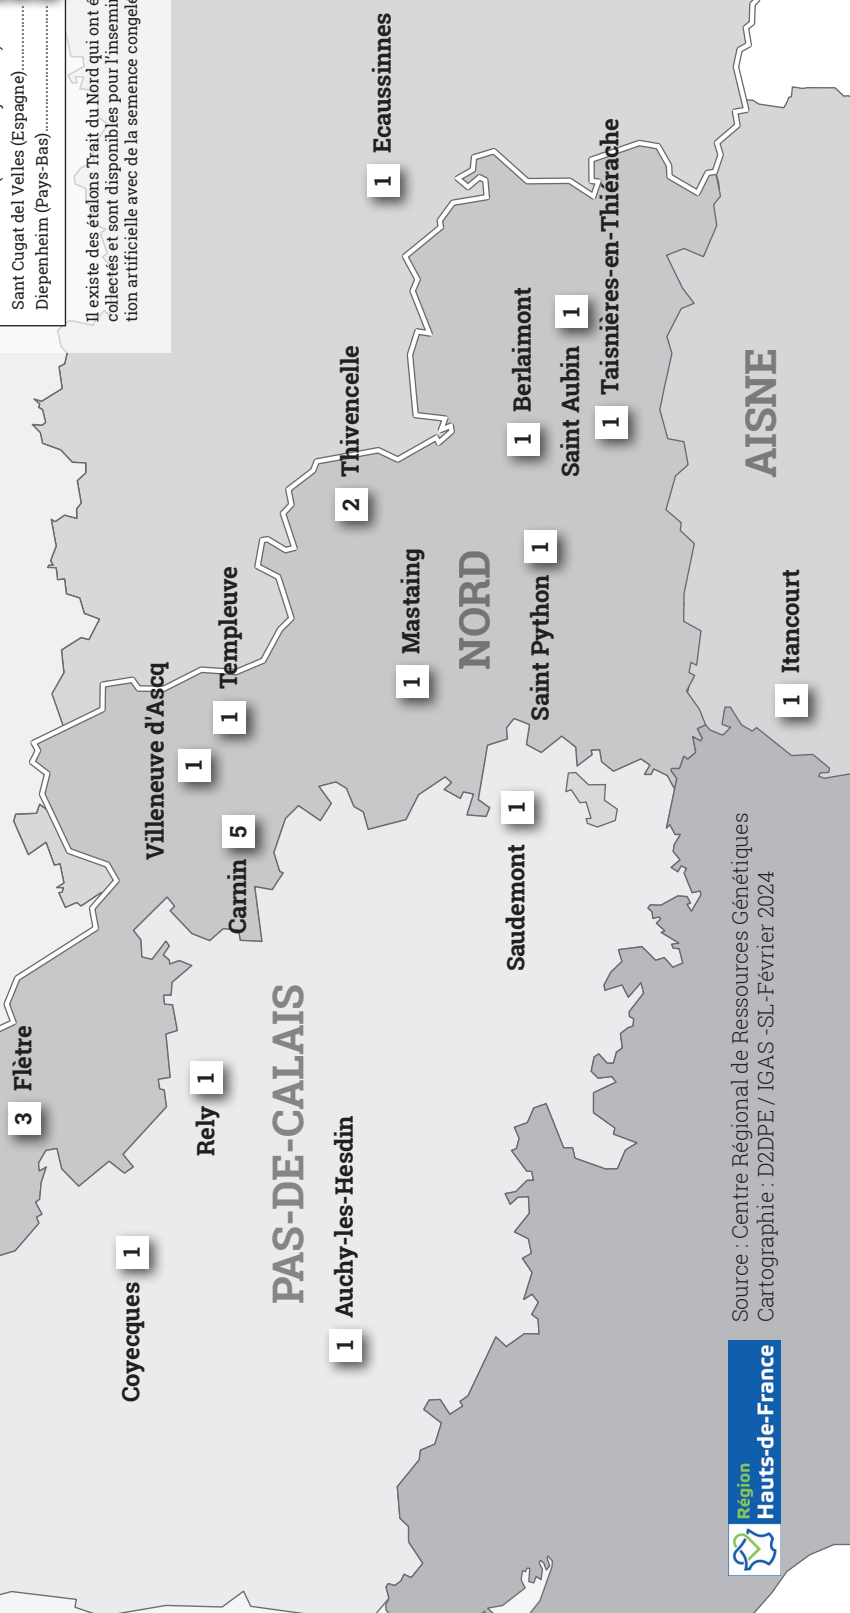 Sant Cugat del Velles (Espagne)
Diepenheim (Pays-Bas)
Il existe des étalons Trait du Nord qui ont é
collectés et sont disponibles pour l'insemin
tion artificielle avec de la semence congelé
3 Flètre
Coyecques 1
Rely 1
PAS-DE-CALAIS
1 Auchy-les-Hesdin
Villeneuve d'Ascq
1
1 Templeuve
Carnin 5
2 Thivencelle
1 Ecaussinnes
1 Mastaing
NORD
Saudemont 1
Saint Python 1
1 Berlaimont
Saint Aubin 1
1 Taisnières-en-Thiérache
AISNE
1 Itancourt
Région
Hauts-de-France
Source : Centre Régional de Ressources Génétiques
Cartographie : D2DPE / IGAS -SL-Février 2024